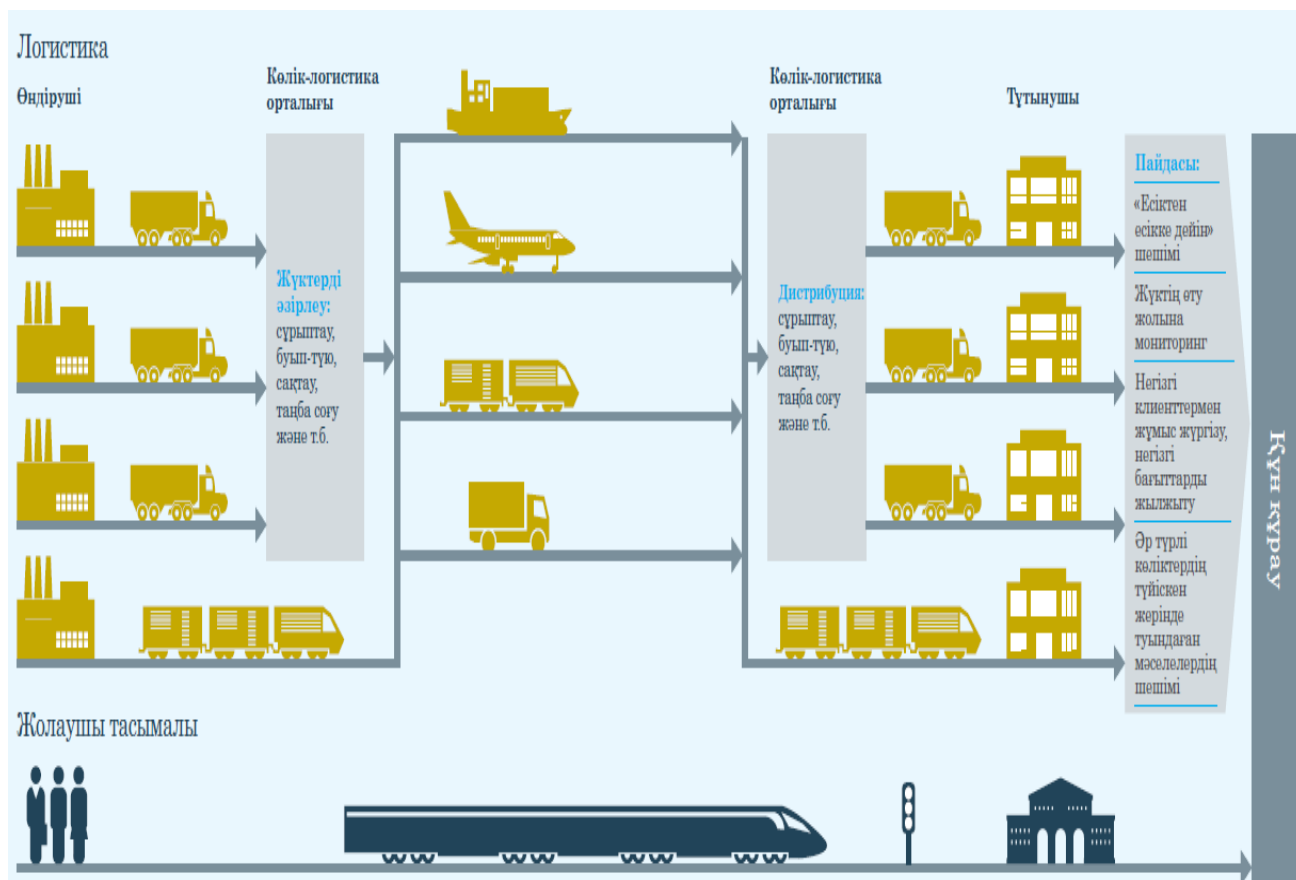 Логистика
Өндіруші
Көлік-логистика
орталығы
Көлік-логистика
орталығы
Тұтынушы
Жүктерді
әзірлеу:
сұрыптау,
буып-түю,
сақтау,
таңба соғу
және т.б.
Дистрибуция:
сұрыптау,
буып-түю,
сақтау,
таңба соғу
және т.б.
Пайдасы:
«Есіктен
есікке дейін»
шешімі
Жүктің өту
жолына
мониторинг
Негізгі
клиенттермен
жұмыс жүргізу,
негізгі
бағыттарды
жылжыту
Әр түрлі
көліктердің
түйіскен
жерінде
туындаған
мәселелердің
шешімі
Құн құрау
Жолаушы тасымалы